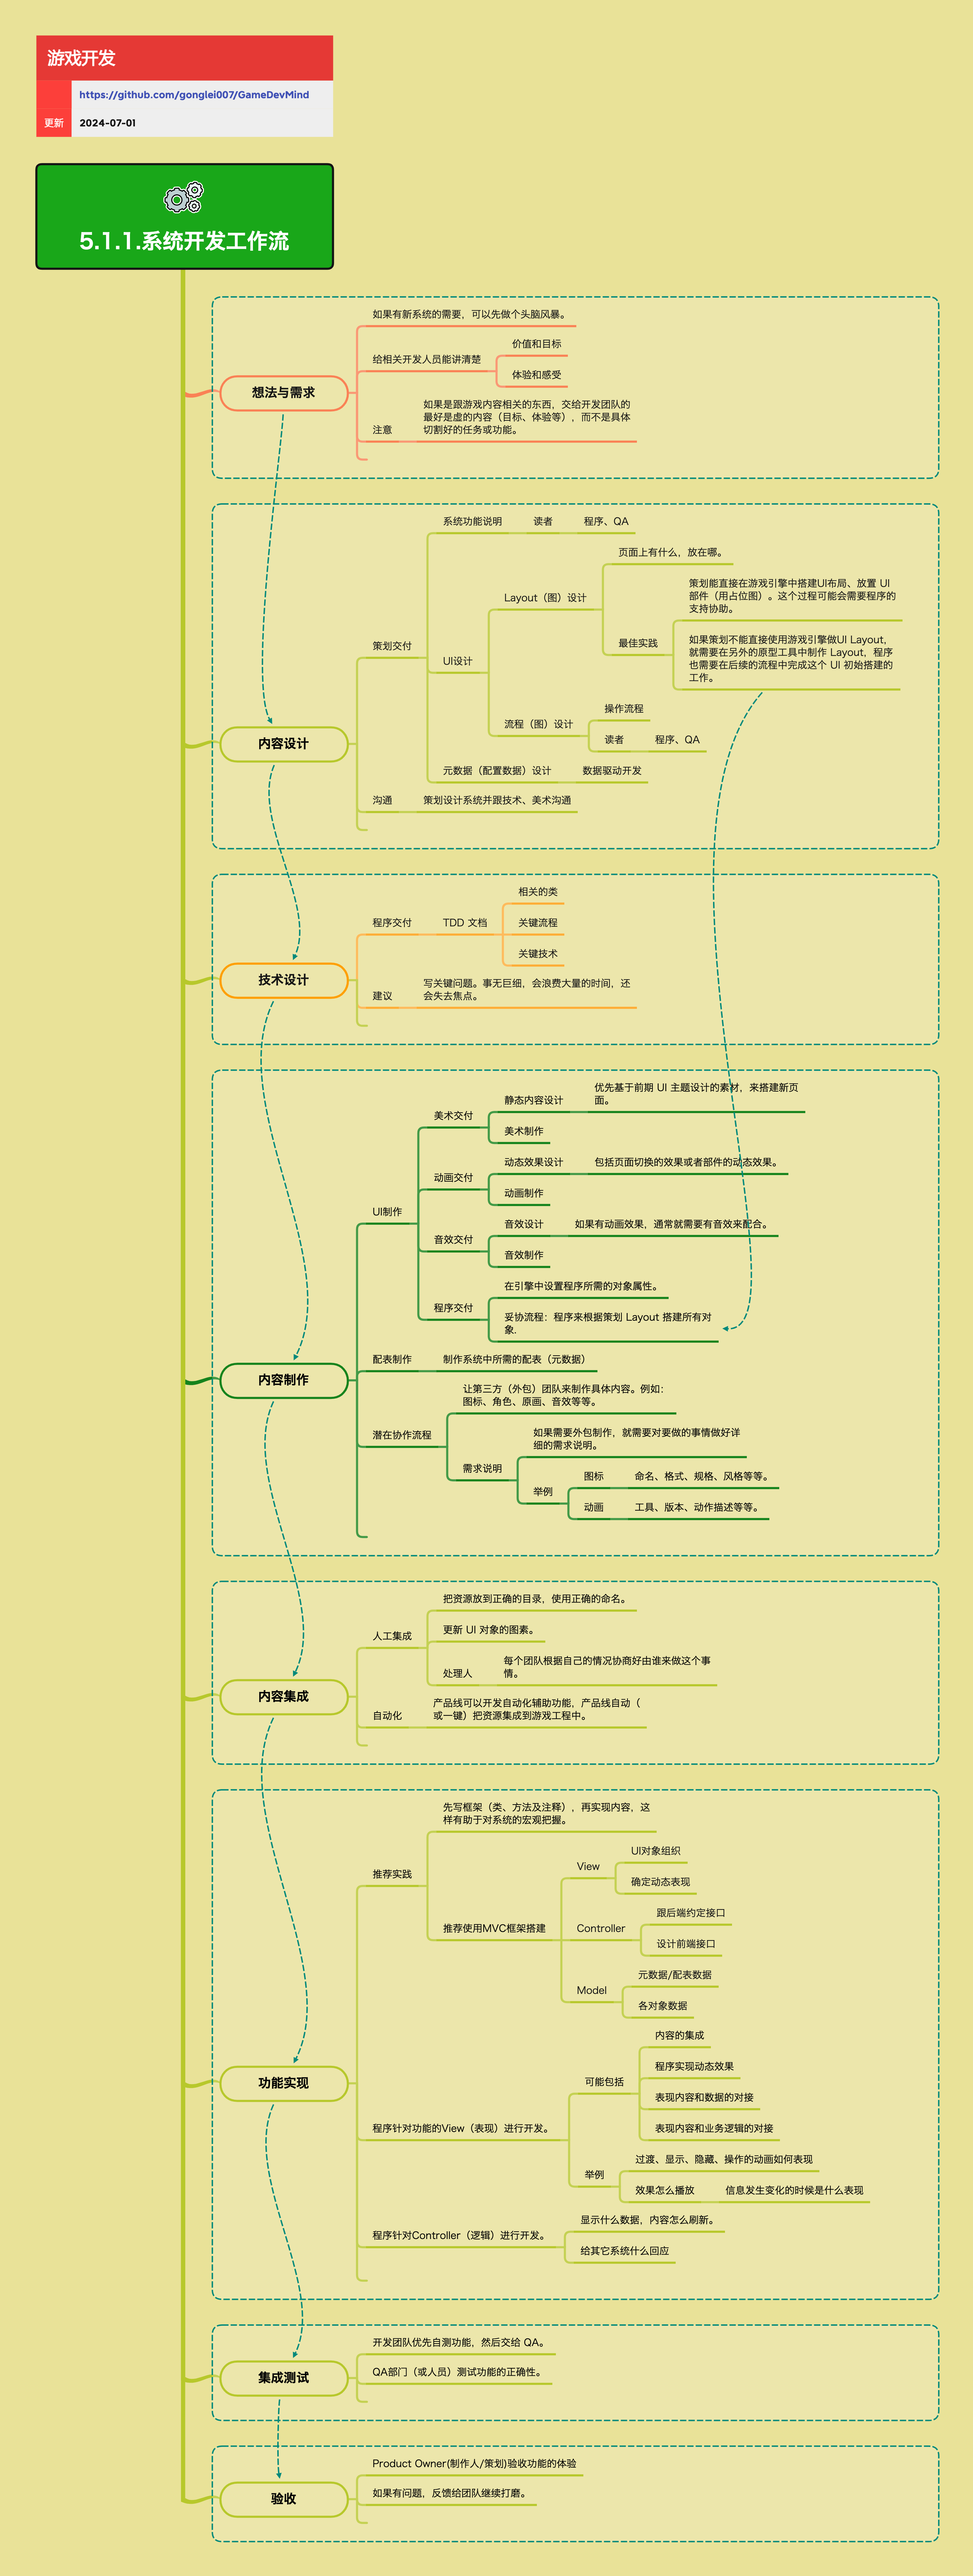 游戏开发
https://github.com/gonglei007/GameDevMind
更新
2024-07-01
5.1.1.系统开发工作流
想法与需求
如果有新系统的需要，可以先做个头脑风暴。
给相关开发人员能讲清楚
价值和目标
体验和感受
注意
如果是跟游戏内容相关的东西，交给开发团队的
最好是虚的内容（目标、体验等），而不是具体
切割好的任务或功能。
内容设计
策划交付
系统功能说明
读者
程序、QA
UI设计
Layout（图）设计
页面上有什么，放在哪。
最佳实践
策划能直接在游戏引擎中搭建UI布局、放置 UI
部件（用占位图）。这个过程可能会需要程序的
支持协助。
如果策划不能直接使用游戏引擎做UI Layout，
就需要在另外的原型工具中制作 Layout，程序
也需要在后续的流程中完成这个 UI 初始搭建的
工作。
流程（图）设计
操作流程
读者
程序、QA
元数据（配置数据）设计
数据驱动开发
沟通
策划设计系统并跟技术、美术沟通
技术设计
程序交付
TDD 文档
相关的类
关键流程
关键技术
建议
写关键问题。事无巨细，会浪费大量的时间，还
会失去焦点。
内容制作
UI制作
美术交付
静态内容设计
优先基于前期 UI 主题设计的素材，来搭建新页
面。
美术制作
动画交付
动态效果设计
包括页面切换的效果或者部件的动态效果。
动画制作
音效交付
音效设计
如果有动画效果，通常就需要有音效来配合。
音效制作
程序交付
在引擎中设置程序所需的对象属性。
妥协流程：程序来根据策划 Layout 搭建所有对
象.
配表制作
制作系统中所需的配表（元数据）
潜在协作流程
让第三方（外包）团队来制作具体内容。例如：
图标、角色、原画、音效等等。
需求说明
如果需要外包制作，就需要对要做的事情做好详
细的需求说明。
举例
图标
命名、格式、规格、风格等等。
动画
工具、版本、动作描述等等。
内容集成
人工集成
把资源放到正确的目录，使用正确的命名。
更新 UI 对象的图素。
处理人
每个团队根据自己的情况协商好由谁来做这个事
情。
自动化
产品线可以开发自动化辅助功能，产品线自动（
或一键）把资源集成到游戏工程中。
功能实现
推荐实践
先写框架（类、方法及注释），再实现内容，这
样有助于对系统的宏观把握。
推荐使用MVC框架搭建
View
UI对象组织
确定动态表现
Controller
跟后端约定接口
设计前端接口
Model
元数据/配表数据
各对象数据
程序针对功能的View（表现）进行开发。
可能包括
内容的集成
程序实现动态效果
表现内容和数据的对接
表现内容和业务逻辑的对接
举例
过渡、显示、隐藏、操作的动画如何表现
效果怎么播放
信息发生变化的时候是什么表现
程序针对Controller（逻辑）进行开发。
显示什么数据，内容怎么刷新。
给其它系统什么回应
集成测试
开发团队优先自测功能，然后交给 QA。
QA部门（或人员）测试功能的正确性。
验收
Product Owner(制作人/策划)验收功能的体验
如果有问题，反馈给团队继续打磨。